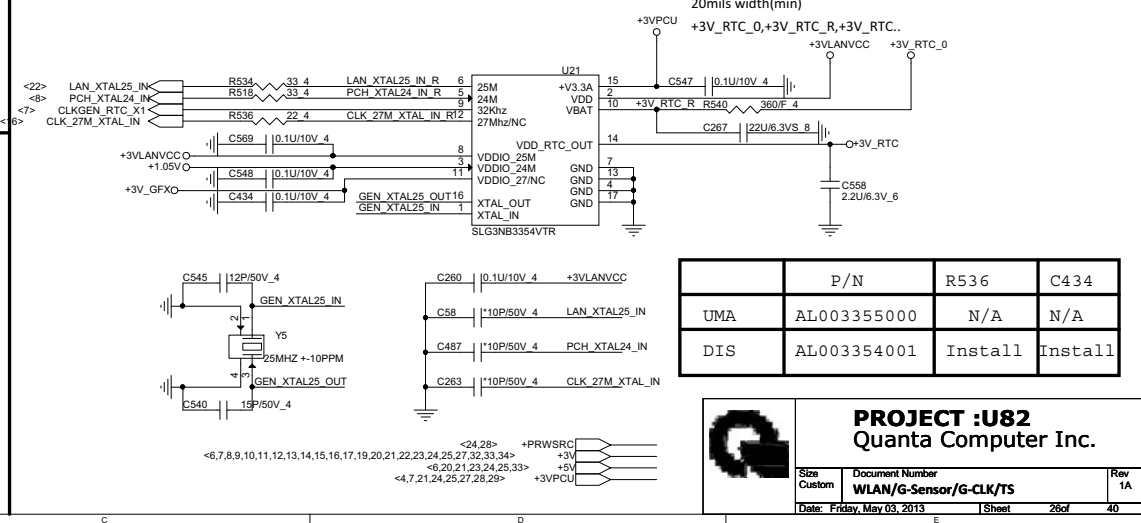 20mils width(min)
+3VPCU
+3V_RTC_0,+3V_RTC_R,+3V_RTC..
+3VLANVCC
+3V_RTC_0
U21
<22>
LAN_XTAL25_IN
R534
33_4
LAN_XTAL25_IN_R
6
25M
+V3.3A
15
C547
0.1U/10V_4
<8>
PCH_XTAL24_IN
R518
33_4
PCH_XTAL24_IN_R
5
24M
VDD
2
<7>
CLKGEN_RTC_X1
9
32Khz
VBAT
10
+3V_RTC_R
R540
360/F_4
CLK_27M_XTAL_IN
R536
22_4
CLK_27M_XTAL_IN_R
12
27Mhz/NC
C267
22U/6.3VS_8
C569
0.1U/10V_4
VDD_RTC_OUT
14
+3V_RTC
+3VLANVCC
8
VDDIO_25M
+1.05V
3
VDDIO_24M
GND
7
C548
0.1U/10V_4
11
VDDIO_27/NC
GND
13
+3V_GFX
GND
4
C434
0.1U/10V_4
GEN_XTAL25_OUT
16
XTAL_OUT
GND
17
GEN_XTAL25_IN
1
XTAL_IN
C558
2.2U/6.3V_6
SLG3NB3354VTR
C545
12P/50V_4
GEN_XTAL25_IN
2
1
Y5
25MHZ +-10PPM
4
3
GEN_XTAL25_OUT
C540
15P/50V_4
C260
0.1U/10V_4
+3VLANVCC
C58
*10P/50V_4
LAN_XTAL25_IN
C487
*10P/50V_4
PCH_XTAL24_IN
C263
*10P/50V_4
CLK_27M_XTAL_IN
P/N R536 C434
UMA AL003355000 N/A N/A
DIS AL003354001 Install Install
<24,28> +PRWSRC
<6,7,8,9,10,11,12,13,14,15,16,17,19,20,21,22,23,24,25,27,32,33,34> +3V
<6,20,21,23,24,25,33> +5V
<4,7,21,24,25,27,28,29> +3VPCU
PROJECT :U82
Quanta Computer Inc.
Size
Custom
Document Number
WLAN/G-Sensor/G-CLK/TS
Rev
1A
Date: Friday, May 03, 2013
Sheet 26of 40
C
D
E